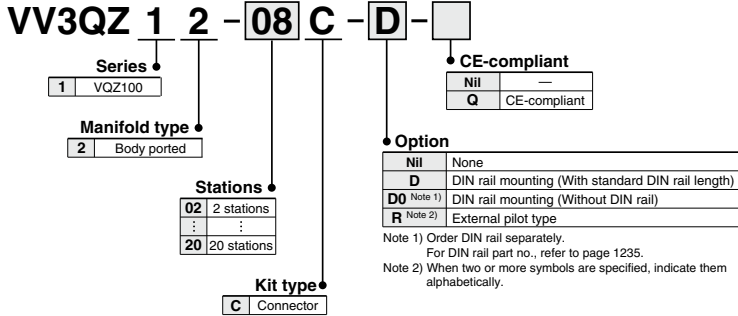 VV3QZ 1 2 - 08 C - D -
Series
1 VQZ100
Manifold type
2 Body ported
Stations
02 2 stations
⋮ ⋮
20 20 stations
Kit type
C Connector
CE-compliant
Nil —
Q CE-compliant
Option
Nil None
D DIN rail mounting (With standard DIN rail length)
D0 Note 1) DIN rail mounting (Without DIN rail)
R Note 2) External pilot type
Note 1) Order DIN rail separately.
For DIN rail part no., refer to page 1235.
Note 2) When two or more symbols are specified, indicate them
alphabetically.